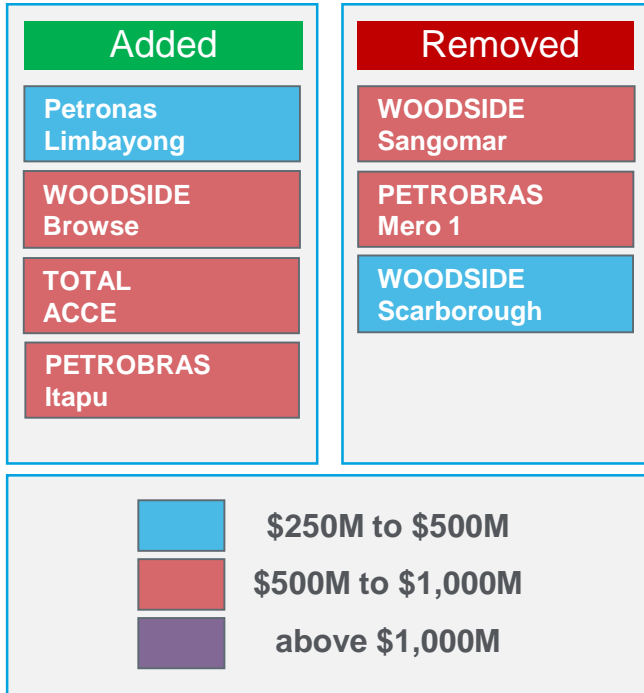 Added
Petronas
Limbayong
WOODSIDE
Browse
TOTAL
ACCE
PETROBRAS
Itapu
Removed
WOODSIDE
Sangomar
PETROBRAS
Mero 1
WOODSIDE
Scarborough
$250M to $500M
$500M to $1,000M
above $1,000M